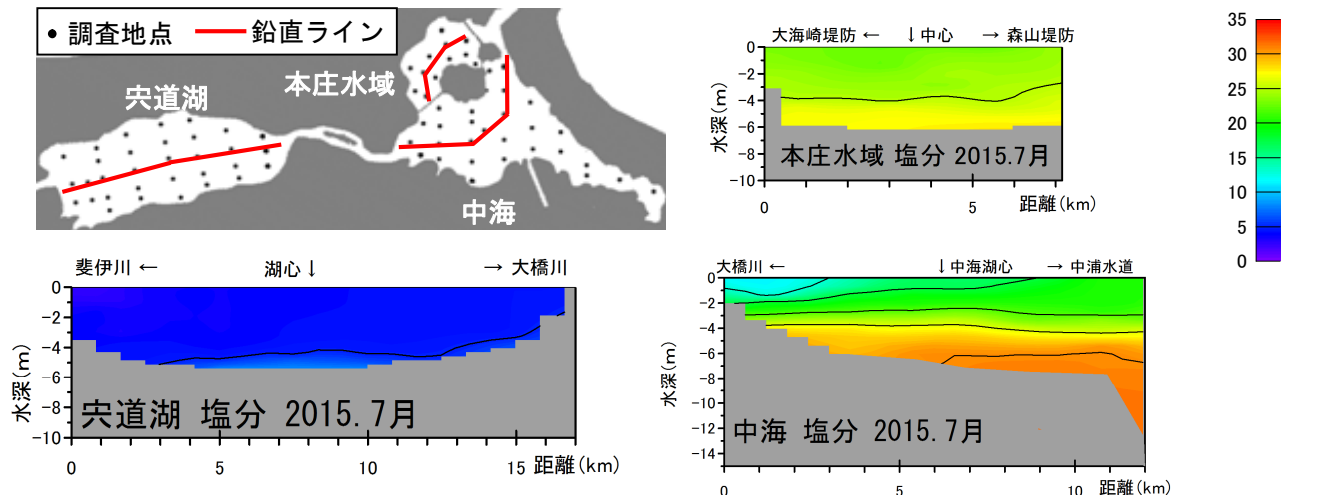 調査地点 鉛直ライン
宍道湖
本庄水域
中海
大海崎堤防 ← ↓中心 → 森山堤防
0
-2
-4
-6
-8
-10
水深(m)
本庄水域 塩分 2015.7月
0 5 距離(km)
35
30
25
20
15
10
5
0
斐伊川 ← 湖心↓ → 大橋川
0
-2
-4
-6
-8
-10
水深(m)
宍道湖 塩分 2015.7月
0 5 10 15 距離(km)
大橋川 ← ↓中海湖心 → 中浦水道
0
-2
-4
-6
-8
-10
-12
-14
水深(m)
中海 塩分 2015.7月
0 5 10 距離(km)